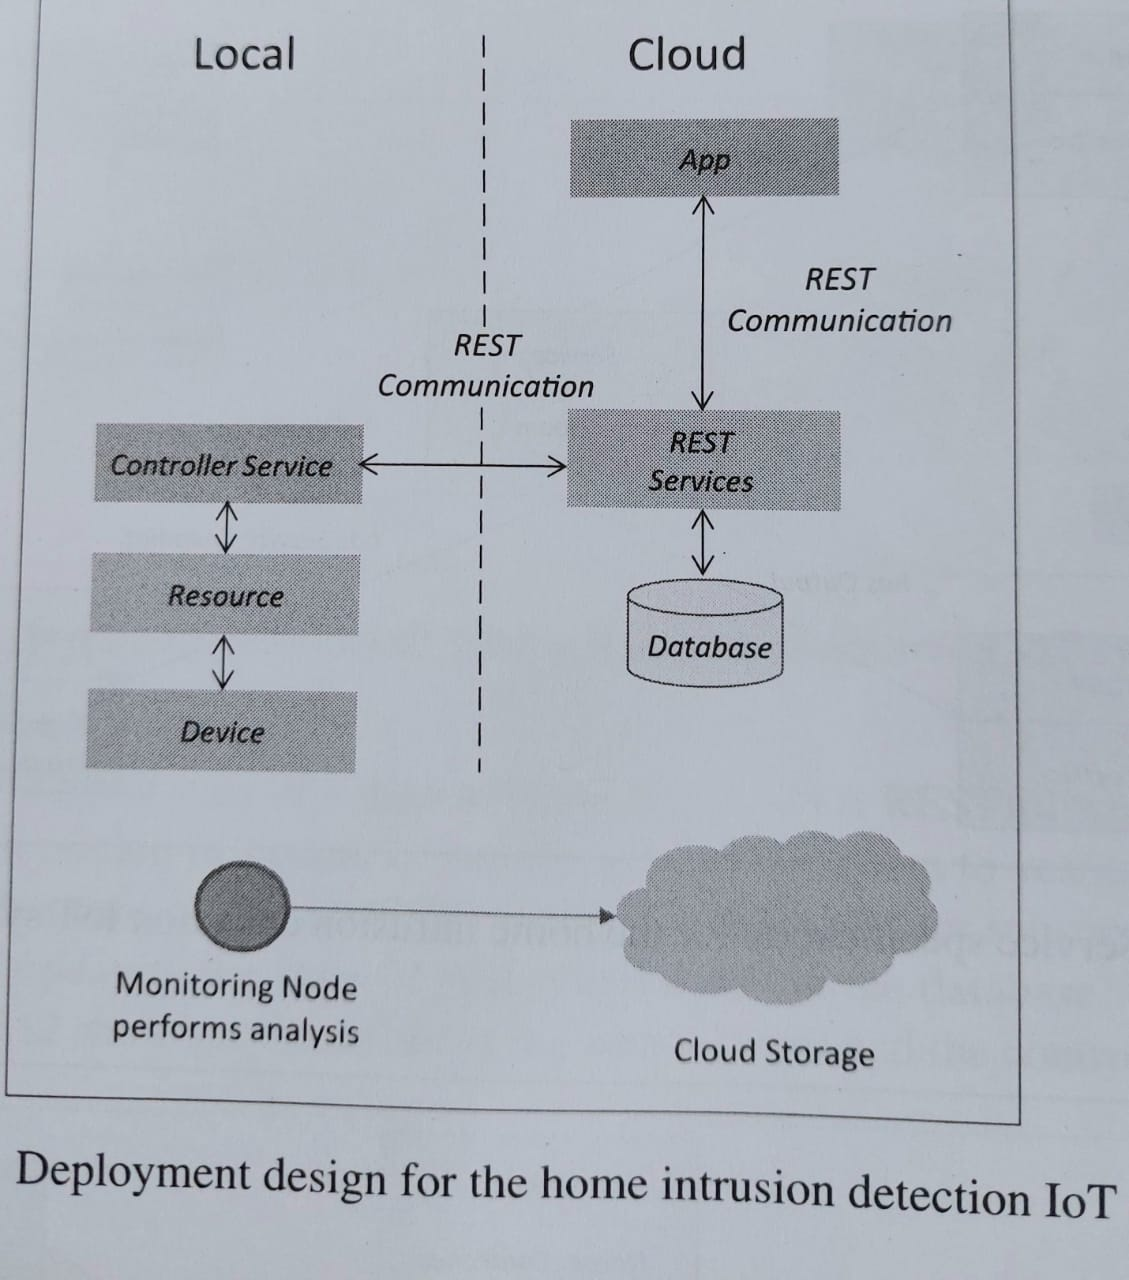 Local
Cloud
App
REST
Communication
REST
Communication
Controller Service
REST
Services
Resource
Database
Device
Monitoring Node
performs analysis
Cloud Storage
Deployment design for the home intrusion detection IoT